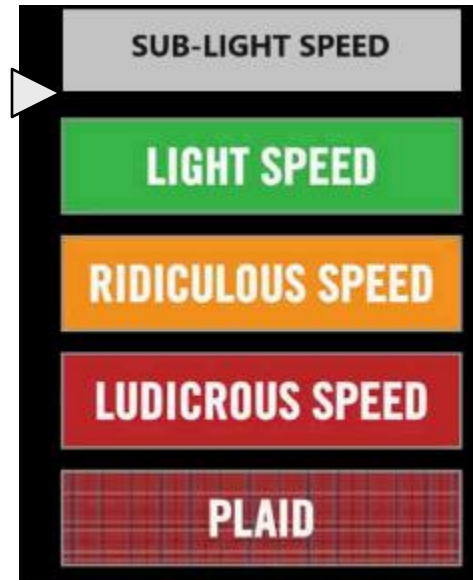 SUB-LIGHT SPEED
LIGHT SPEED
RIDICULOUS SPEED
LUDICROUS SPEED
PLAID